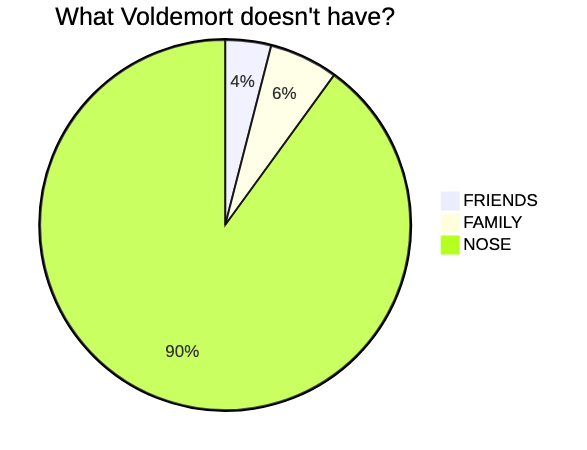 What Voldemort doesn't have?
4%
6%
90%
FRIENDS
FAMILY
NOSE